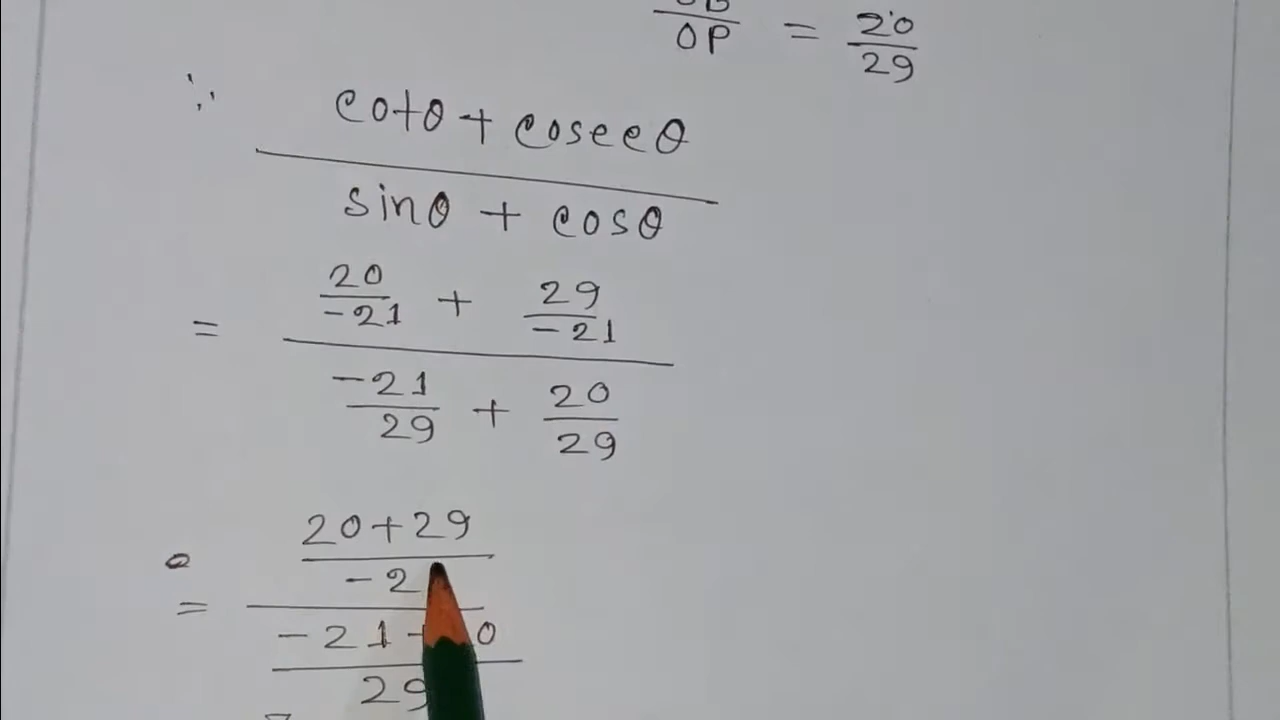 OP = 20/29
∵ cotθ + cosecθ
sinθ + cosθ
= 20/-21 + 29/-21
-21/29 + 20/29
20+29
-2
=
-21+ 0
29